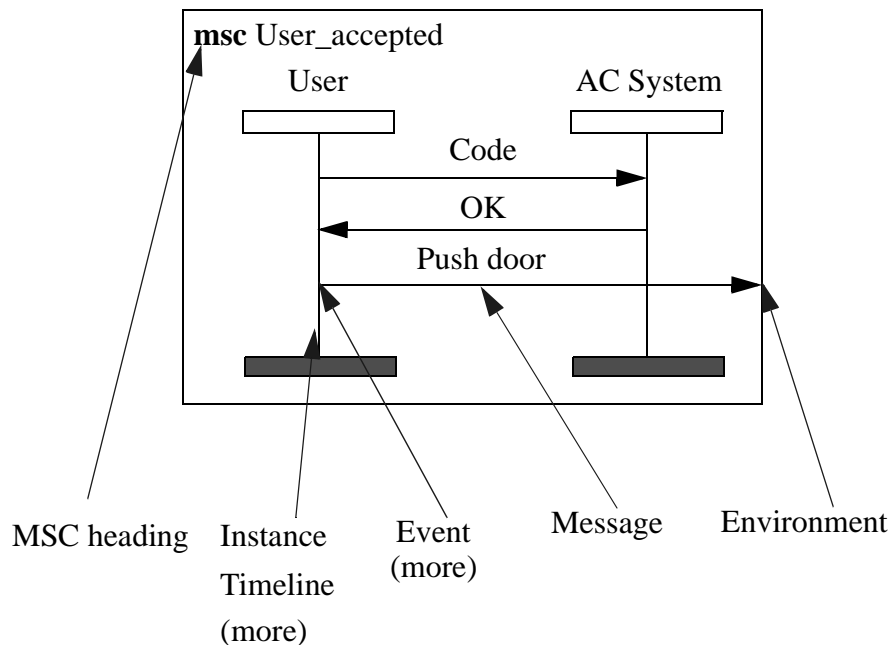 msc User_accepted
User
AC System
Code
OK
Push door
MSC heading
Instance
Timeline
(more)
Event
(more)
Message
Environment